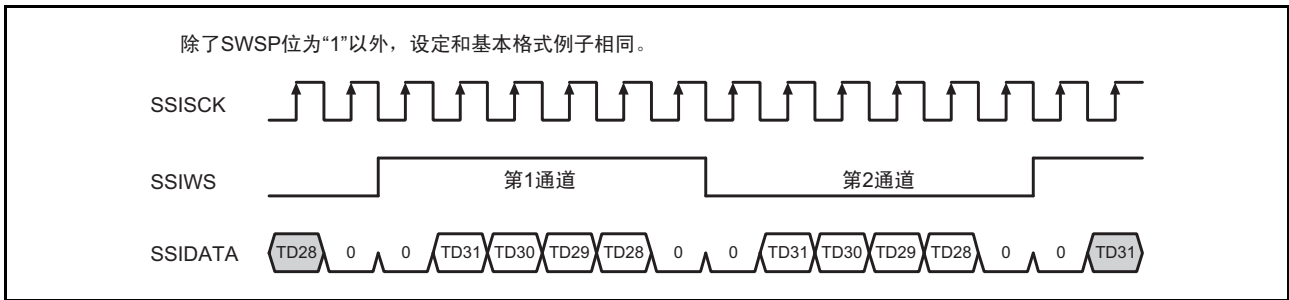 除了SWSP位为“1”以外，设定和基本格式例子相同。
SSISCK
SSIWS 第1通道 第2通道
SSIDATA TD28 0 0 TD31 TD30 TD29 TD28 0 0 TD31 TD30 TD29 TD28 0 0 TD31